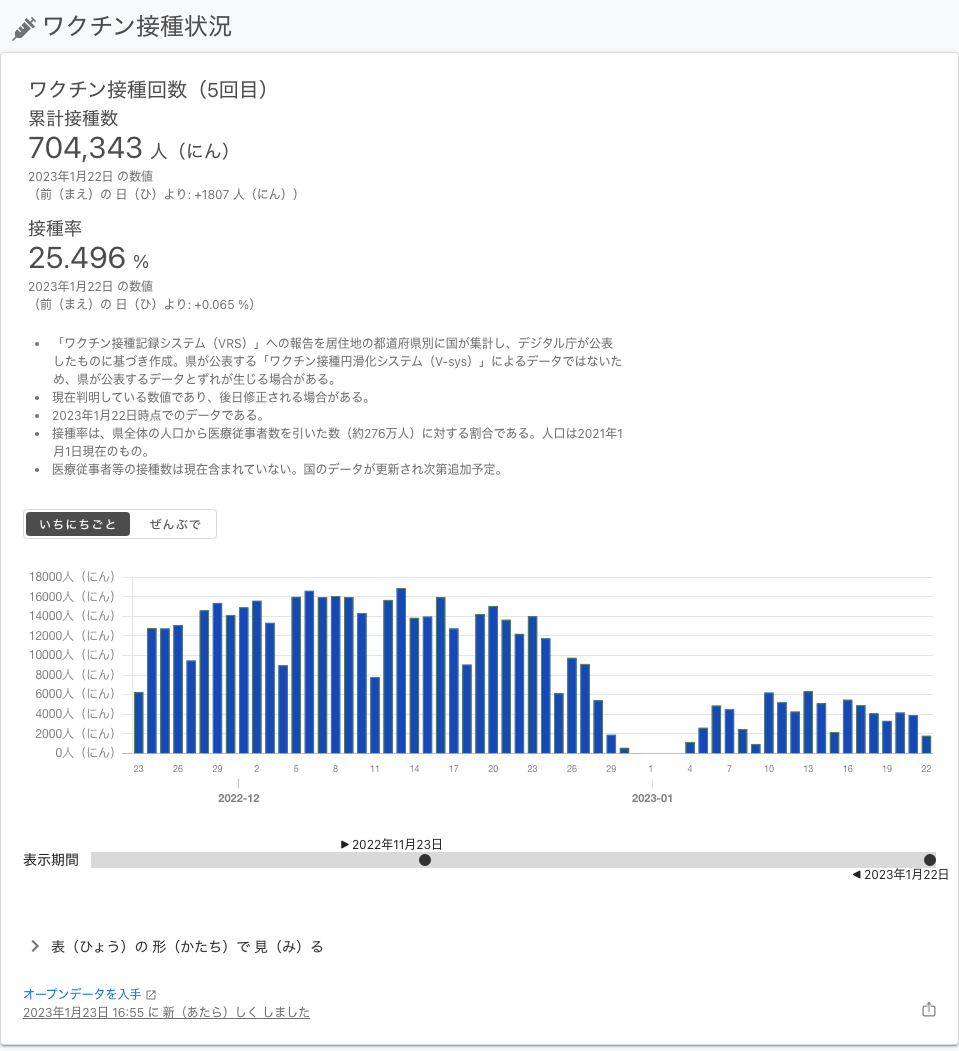 ワクチン接種状況
ワクチン接種回数（5回目）
累計接種数
704,343 人（にん）
2023年1月22日 の数値
（前（まえ）の 日（ひ）より: +1807 人（にん））
接種率
25.496 %
2023年1月22日 の数値
（前（まえ）の 日（ひ）より: +0.065 %）
• 「ワクチン接種記録システム（VRS）」への報告を居住地の都道府県別に国が集計し、デジタル庁が公表
したものに基づき作成。県が公表する「ワクチン接種円滑化システム（V-sys）」によるデータではないた
め、県が公表するデータとずれが生じる場合がある。
• 現在判明している数値であり、後日修正される場合がある。
• 2023年1月22日時点でのデータである。
• 接種率は、県全体の人口から医療従事者数を引いた数（約276万人）に対する割合である。人口は2021年1
月1日現在のもの。
• 医療従事者等の接種数は現在含まれていない。国のデータが更新され次第追加予定。
いちにちごと ぜんぶで
18000人（にん）
16000人（にん）
14000人（にん）
12000人（にん）
10000人（にん）
8000人（にん）
6000人（にん）
4000人（にん）
2000人（にん）
0人（にん）
23 26 29 2 5 8 11 14 17 20 23 26 29 1 4 7 10 13 16 19 22
2022-12 2023-01
▶ 2022年11月23日
表示期間
◀ 2023年1月22日
表（ひょう）の 形（かたち）で 見（み）る
オープンデータを入手
2023年1月23日 16:55 に 新（あたら）しく しました